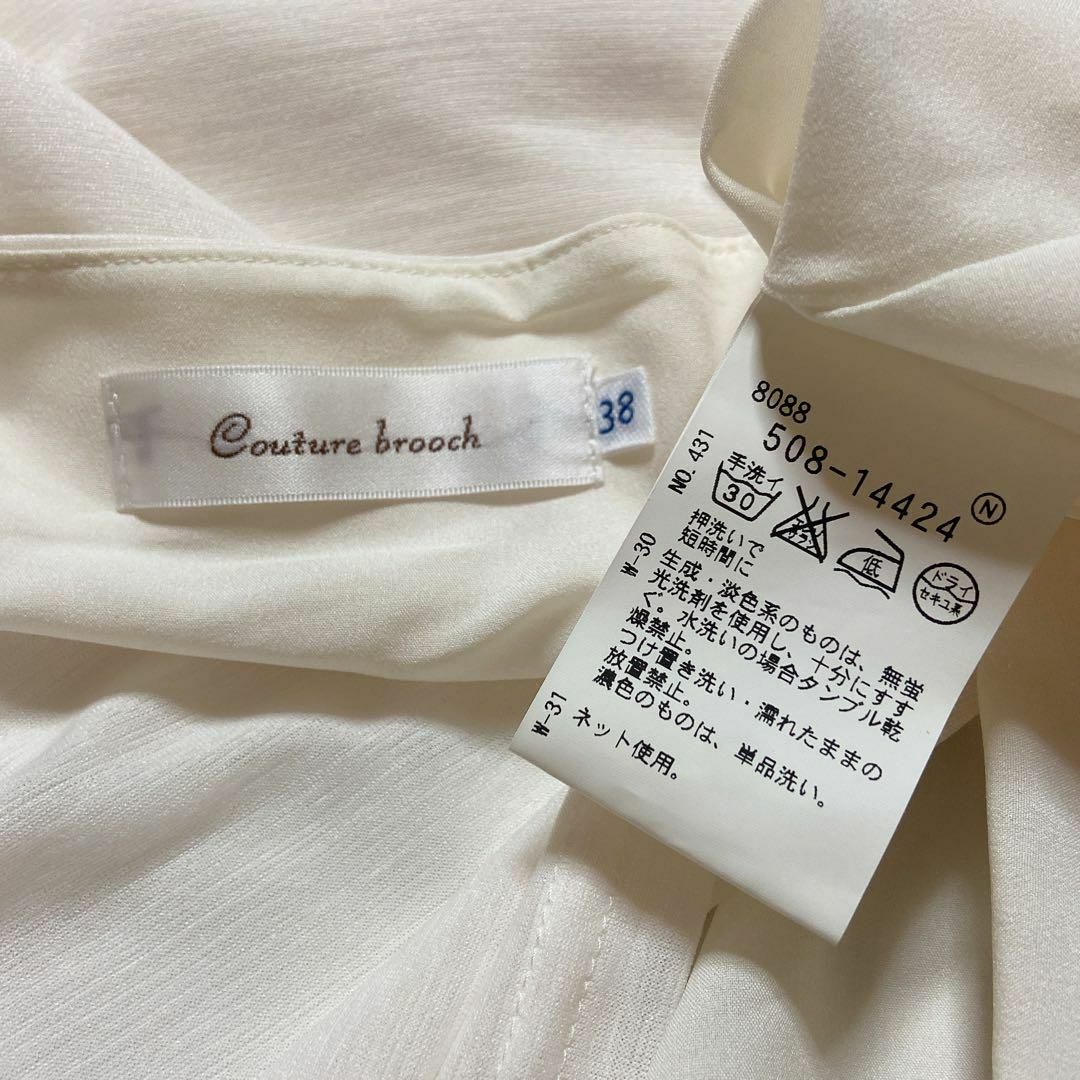 Couture brooch
38
8088
508-14424
N
NO. 431
手洗イ
30
低
ドライ
セキユ系
押洗いで
短時間に
W-30
生成・淡色系のものは、無蛍
光洗剤を使用し、十分にすす
ぐ。水洗いの場合タンブル乾
燥禁止。
つけ置き洗い・濡れたままの
放置禁止。
濃色のものは、単品洗い。
W-31
ネット使用。